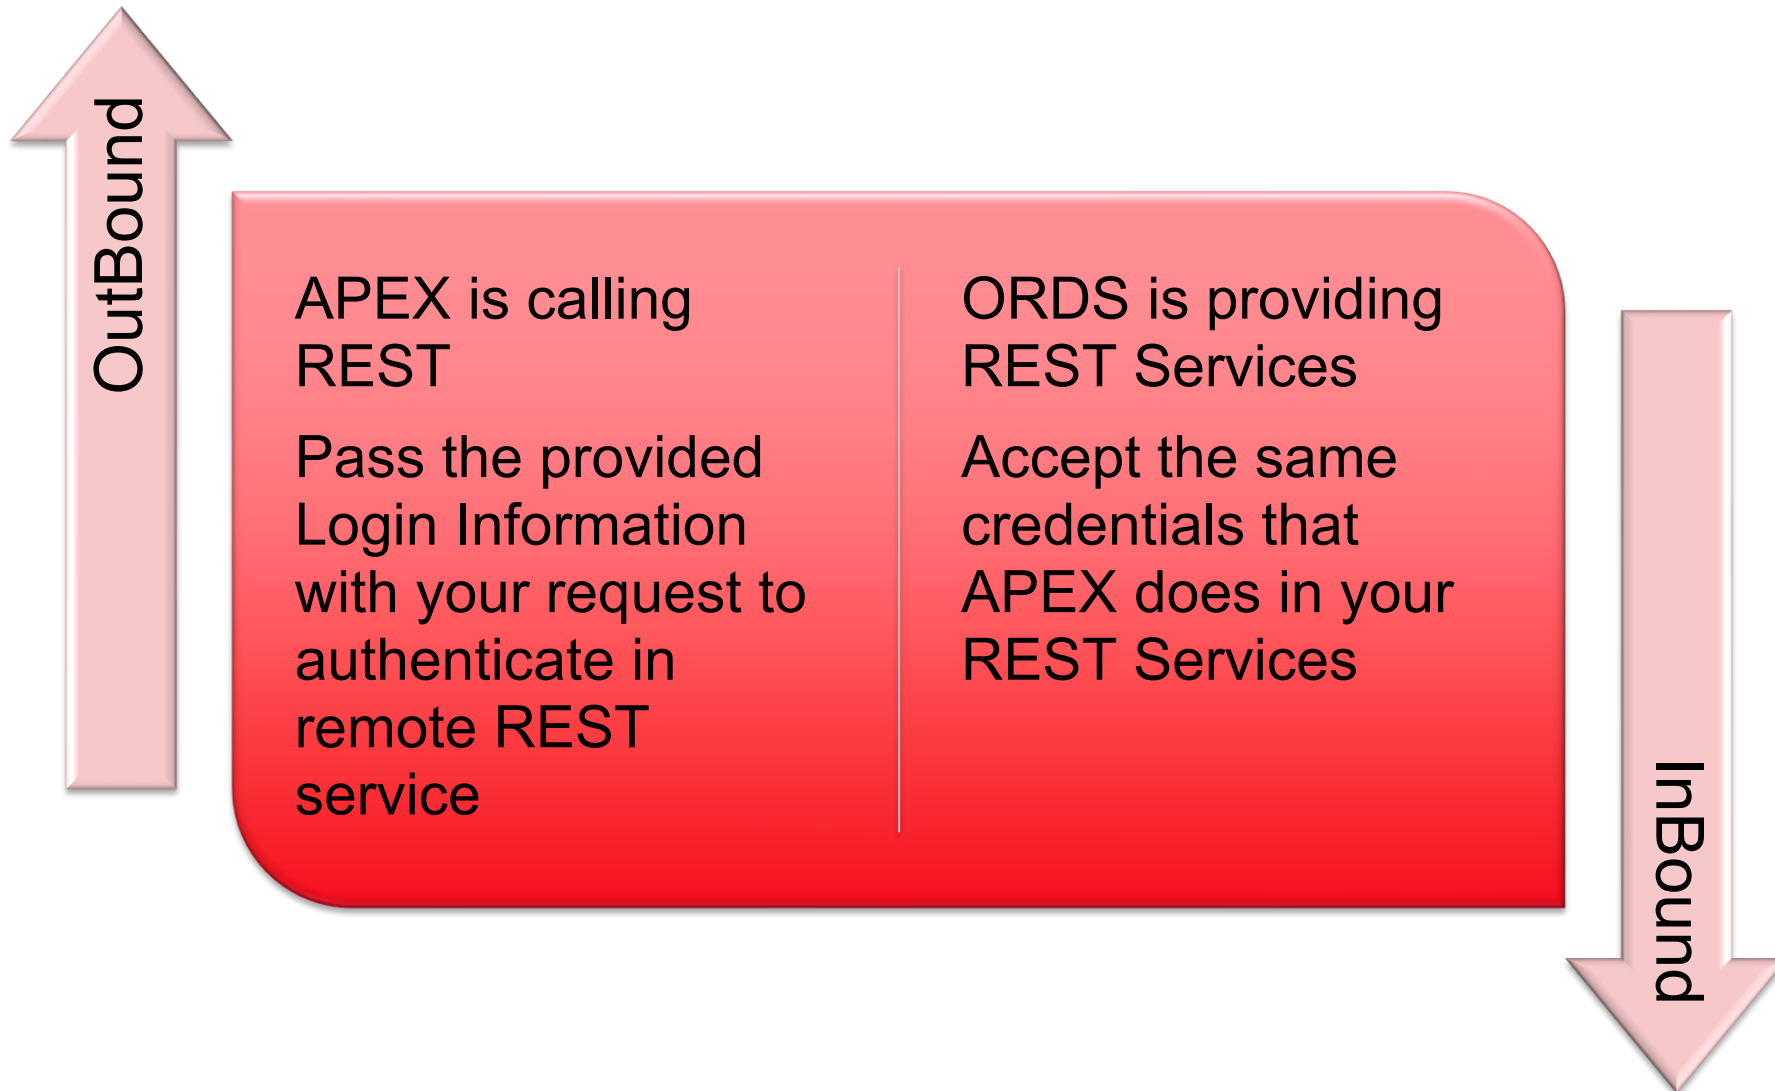 OutBound
APEX is calling
REST
Pass the provided
Login Information
with your request to
authenticate in
remote REST
service
ORDS is providing
REST Services
Accept the same
credentials that
APEX does in your
REST Services
InBound